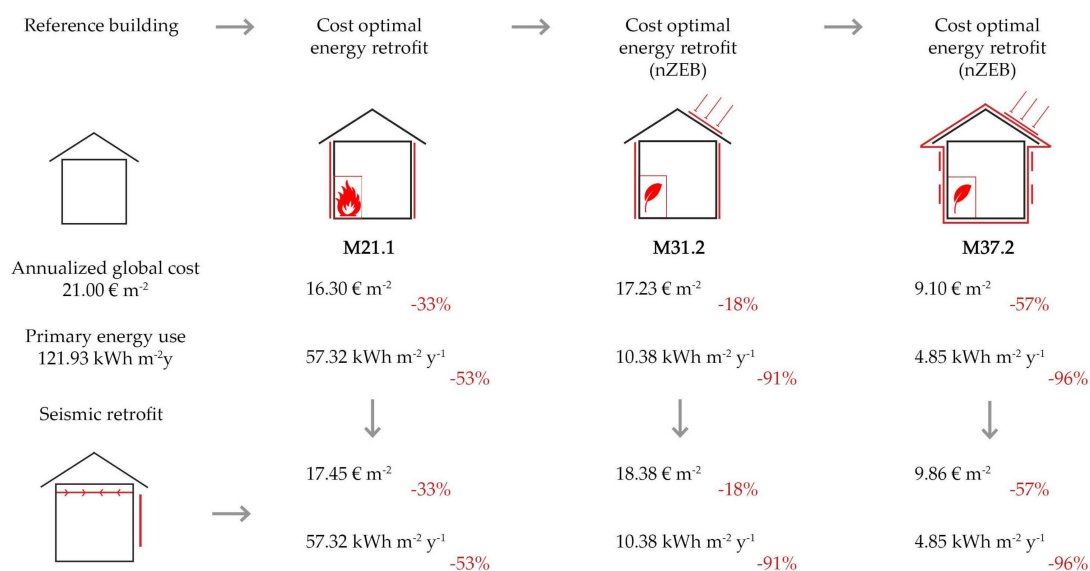 Reference building
Cost optimal
energy retrofit
Cost optimal
energy retrofit
(nZEB)
Cost optimal
energy retrofit
(nZEB)
M21.1
M31.2
M37.2
Annualized global cost
21.00 € m⁻²
16.30 € m⁻²
-33%
17.23 € m⁻²
-18%
9.10 € m⁻²
-57%
Primary energy use
121.93 kWh m⁻²y
57.32 kWh m⁻² y⁻¹
-53%
10.38 kWh m⁻² y⁻¹
-91%
4.85 kWh m⁻² y⁻¹
-96%
Seismic retrofit
17.45 € m⁻²
-33%
18.38 € m⁻²
-18%
9.86 € m⁻²
-57%
57.32 kWh m⁻² y⁻¹
-53%
10.38 kWh m⁻² y⁻¹
-91%
4.85 kWh m⁻² y⁻¹
-96%